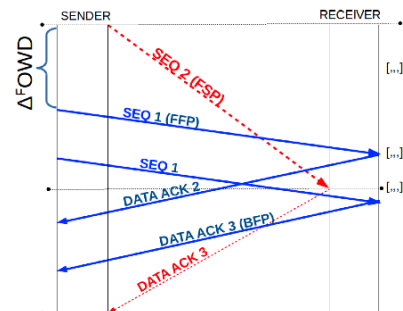 SENDER
RECEIVER
SEQ 2 (FSP)
ΔᶠOWD
[,,,]
SEQ 1 (FFP)
[,,,]
SEQ 1
[,,,]
DATA ACK 2
DATA ACK 3 (BFP)
DATA ACK 3